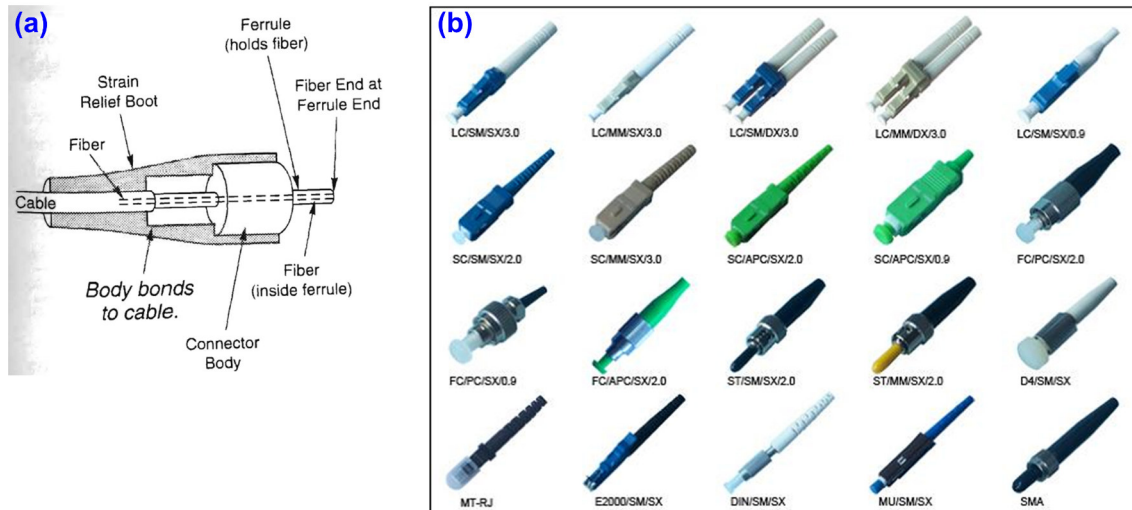 (a)
Ferrule
(holds fiber)
Strain
Relief Boot
Fiber End at
Ferrule End
Fiber
Cable
Body bonds
to cable.
Fiber
(inside ferrule)
Connector
Body
(b)
LC/SM/SX/3.0
LC/MM/SX/3.0
LC/SM/DX/3.0
LC/MM/DX/3.0
LC/SM/SX/0.9
SC/SM/SX/2.0
SC/MM/SX/3.0
SC/APC/SX/2.0
SC/APC/SX/0.9
FC/PC/SX/2.0
FC/PC/SX/0.9
FC/APC/SX/2.0
ST/SM/SX/2.0
ST/MM/SX/2.0
D4/SM/SX
MT-RJ
E2000/SM/SX
DIN/SM/SX
MU/SM/SX
SMA